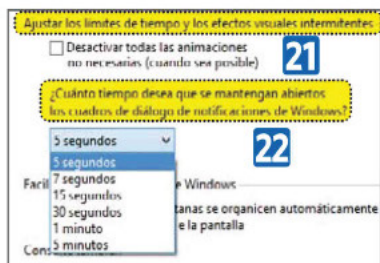 Ajustar los límites de tiempo y los efectos visuales intermitentes
Desactivar todas las animaciones
no necesarias (cuando sea posible)
21
¿Cuánto tiempo desea que se mantengan abiertos
los cuadros de diálogo de notificaciones de Windows?
22
5 segundos
5 segundos
7 segundos
15 segundos
30 segundos
1 minuto
5 minutos
Facil
e Windows
tanas se organicen automáticamente
e la pantalla